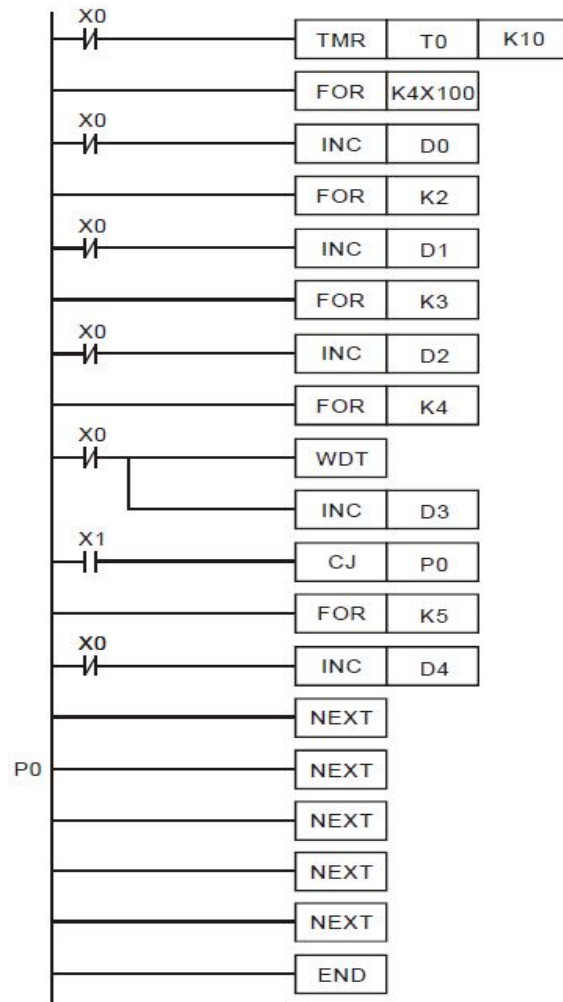 X0
TMR T0 K10
FOR K4X100
X0
INC D0
FOR K2
X0
INC D1
FOR K3
X0
INC D2
FOR K4
X0
WDT
INC D3
X1
CJ P0
FOR K5
X0
INC D4
NEXT
P0 NEXT
NEXT
NEXT
NEXT
END